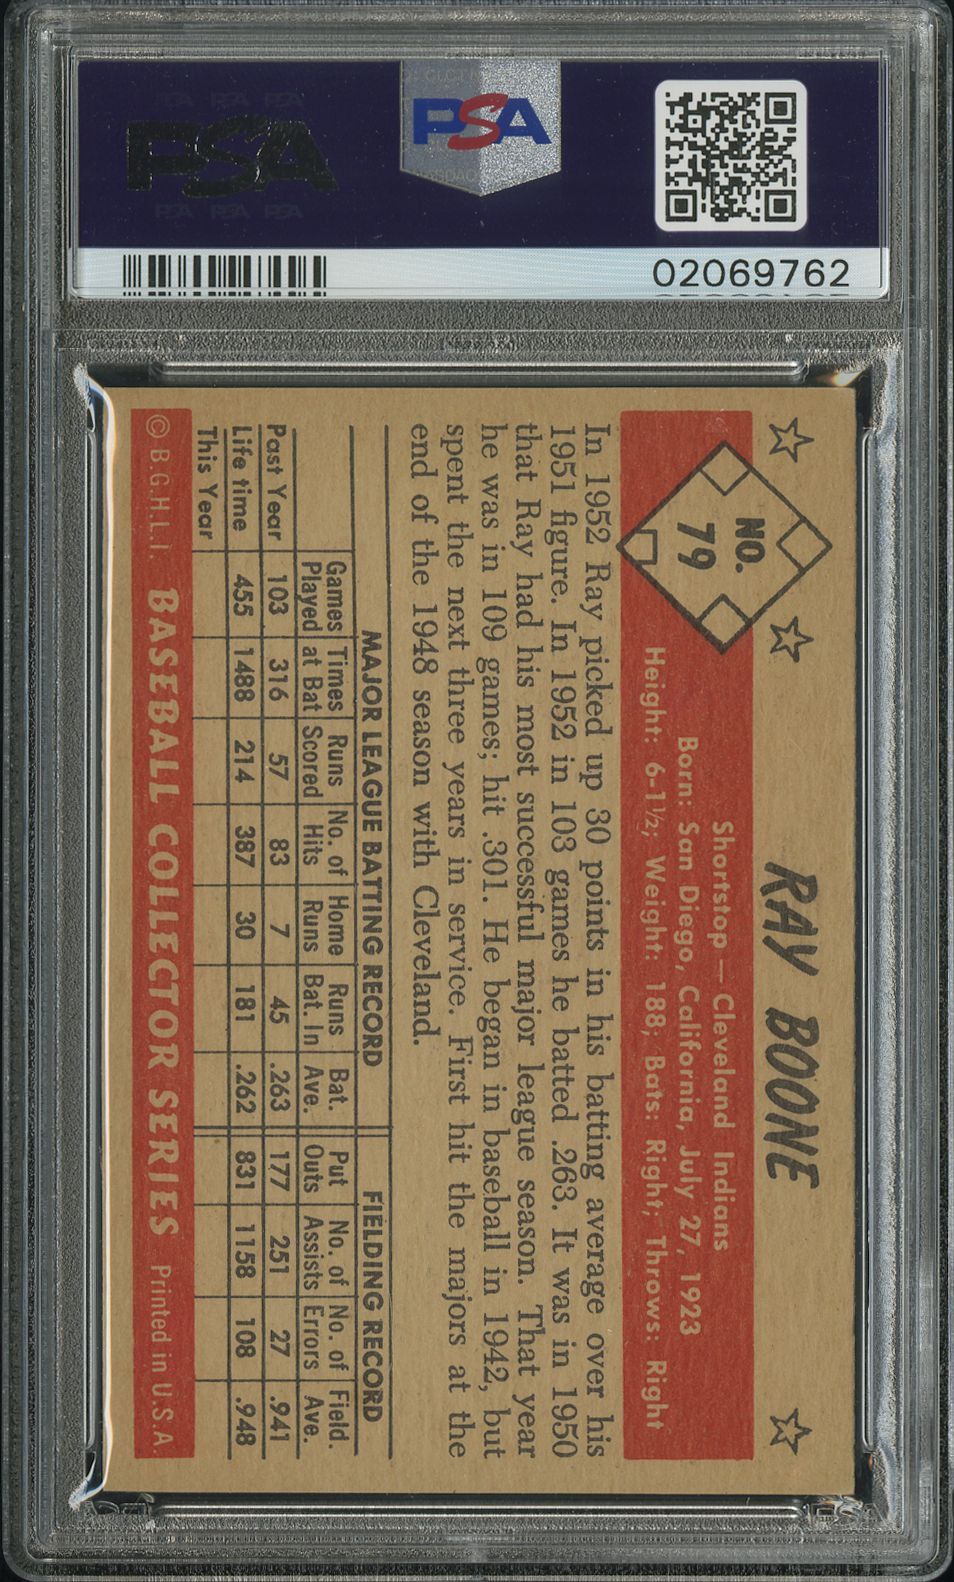 PSA
PSA PSA PSA
PSA
PSA PSA PSA
02069762
NO.
79
RAY BOONE
Shortstop — Cleveland Indians
Born: San Diego, California, July 27, 1923
Height: 6-1½; Weight: 188; Bats: Right; Throws: Right
In 1952 Ray picked up 30 points in his batting average over his
1951 figure. In 1952 in 103 games he batted .263. It was in 1950
that Ray had his most successful major league season. That year
he was in 109 games; hit .301. He began in baseball in 1942, but
spent the next three years in service. First hit the majors at the
end of the 1948 season with Cleveland.
MAJOR LEAGUE BATTING RECORD FIELDING RECORD
Games Times Runs No. of Home Runs Bat. Put No. of No. of Field.
Played at Bat Scored Hits Runs Bat. In Ave. Outs Assists Errors Ave.
Past Year 103 316 57 83 7 45 .263 177 251 27 .941
Life time 455 1488 214 387 30 181 .262 831 1158 108 .948
This Year
© B.G.H.L.I. BASEBALL COLLECTOR SERIES Printed in U.S.A